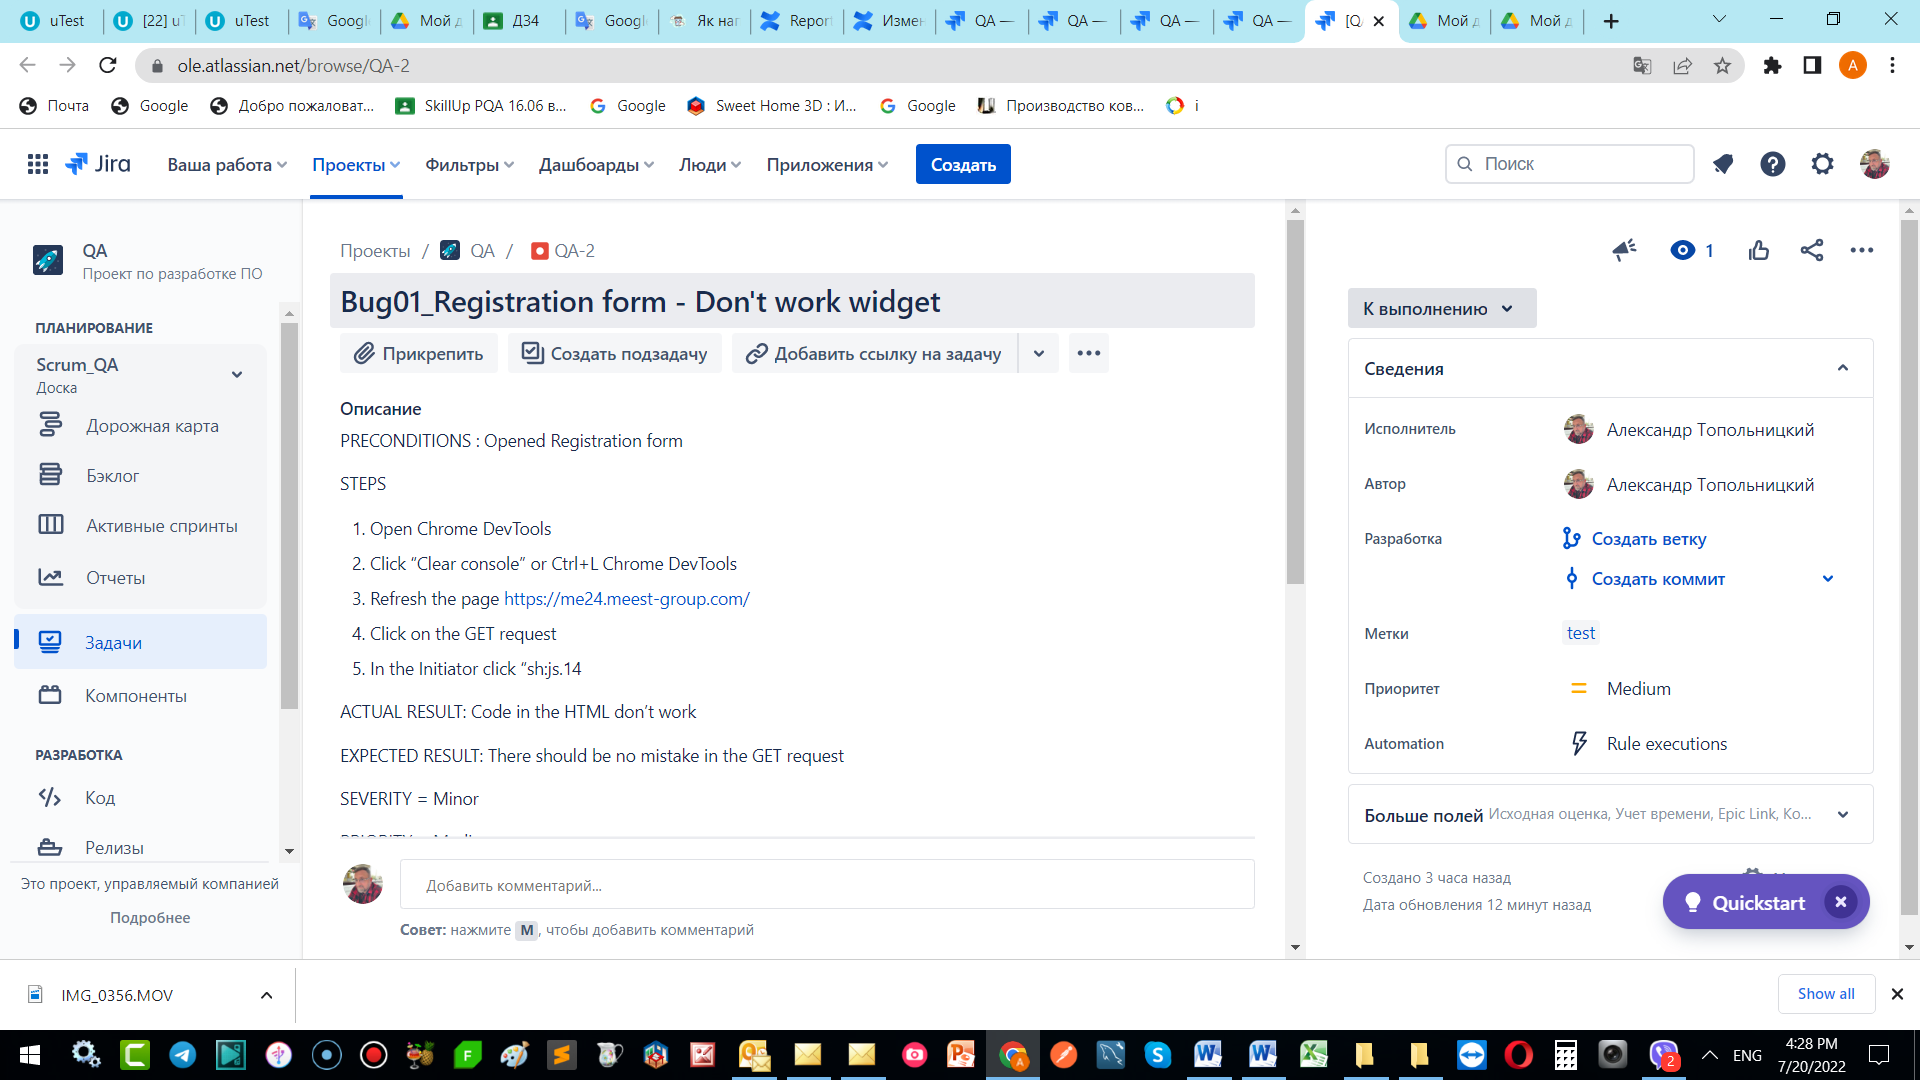 uTest
[22] uT
uTest
Googl
Мой д
ДЗ4
Googl
Як наг
Report
Измен
QA —
QA —
QA —
QA —
[Q
Мой д
Мой д
ole.atlassian.net/browse/QA-2
A
Почта
Google
Добро пожаловат...
SkillUp PQA 16.06 в...
Google
Sweet Home 3D : И...
Google
Производство ков...
i
Jira
Ваша работа
Проекты
Фильтры
Дашборды
Люди
Приложения
Создать
Поиск
QA
Проект по разработке ПО
ПЛАНИРОВАНИЕ
Scrum_QA
Доска
Дорожная карта
Бэклог
Активные спринты
Отчеты
Задачи
Компоненты
РАЗРАБОТКА
Код
Релизы
Это проект, управляемый компанией
Подробнее
Проекты / QA / QA-2
Bug01_Registration form - Don't work widget
Прикрепить
Создать подзадачу
Добавить ссылку на задачу
Описание
PRECONDITIONS : Opened Registration form
STEPS
1. Open Chrome DevTools
2. Click “Clear console” or Ctrl+L Chrome DevTools
3. Refresh the page https://me24.meest-group.com/
4. Click on the GET request
5. In the Initiator click “sh:js.14
ACTUAL RESULT: Code in the HTML don’t work
EXPECTED RESULT: There should be no mistake in the GET request
SEVERITY = Minor
Добавить комментарий...
Совет: нажмите M, чтобы добавить комментарий
1
К выполнению
Сведения
Исполнитель
Александр Топольницкий
Автор
Александр Топольницкий
Разработка
Создать ветку
Создать коммит
Метки
test
Приоритет
Medium
Automation
Rule executions
Больше полей Исходная оценка, Учет времени, Epic Link, Ко...
Создано 3 часа назад
Дата обновления 12 минут назад
Quickstart
IMG_0356.MOV
Show all
2
ENG
4:28 PM
7/20/2022